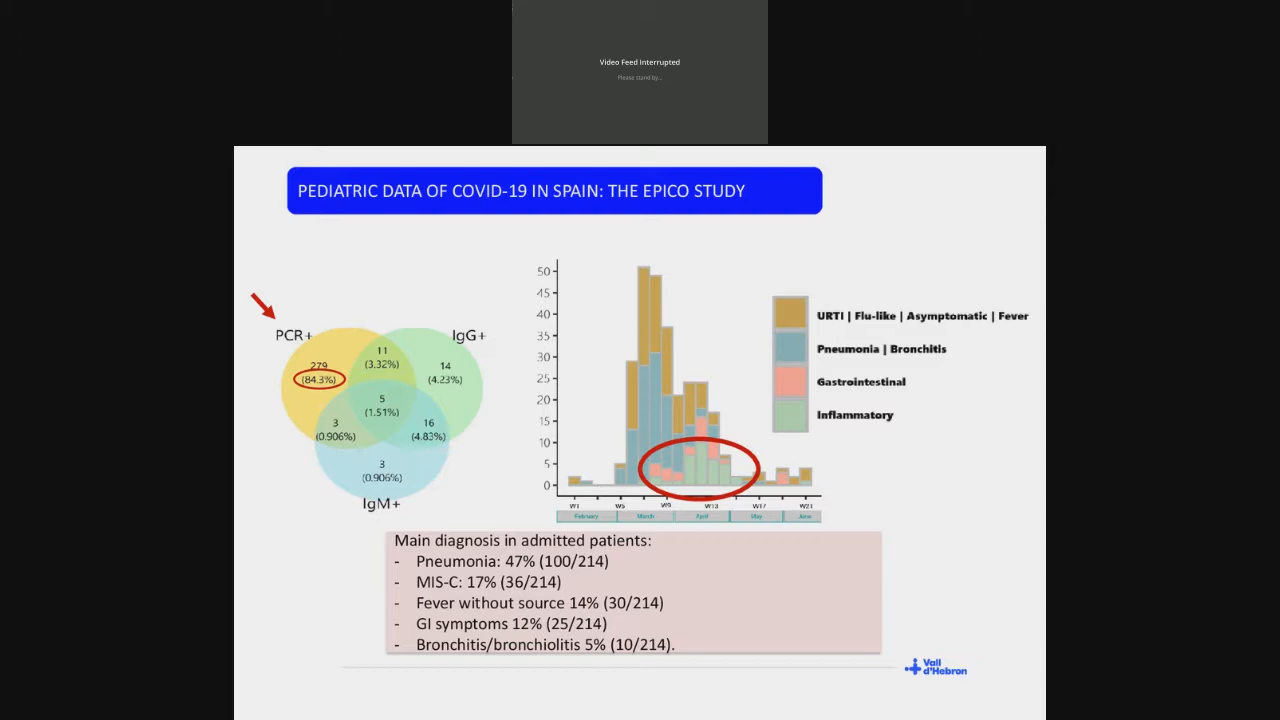 Video Feed Interrupted
Please stand by...
PEDIATRIC DATA OF COVID-19 IN SPAIN: THE EPICO STUDY
PCR+
IgG+
279
(84.3%)
11
(3.32%)
14
(4.23%)
5
(1.51%)
3
(0.906%)
16
(4.83%)
3
(0.906%)
IgM+
50
45
40
35
30
25
20
15
10
5
0
W1 W5 W9 W13 W17 W21
February March April May June
URTI | Flu-like | Asymptomatic | Fever
Pneumonia | Bronchitis
Gastrointestinal
Inflammatory
Main diagnosis in admitted patients:
- Pneumonia: 47% (100/214)
- MIS-C: 17% (36/214)
- Fever without source 14% (30/214)
- GI symptoms 12% (25/214)
- Bronchitis/bronchiolitis 5% (10/214).
Vall
d'Hebron